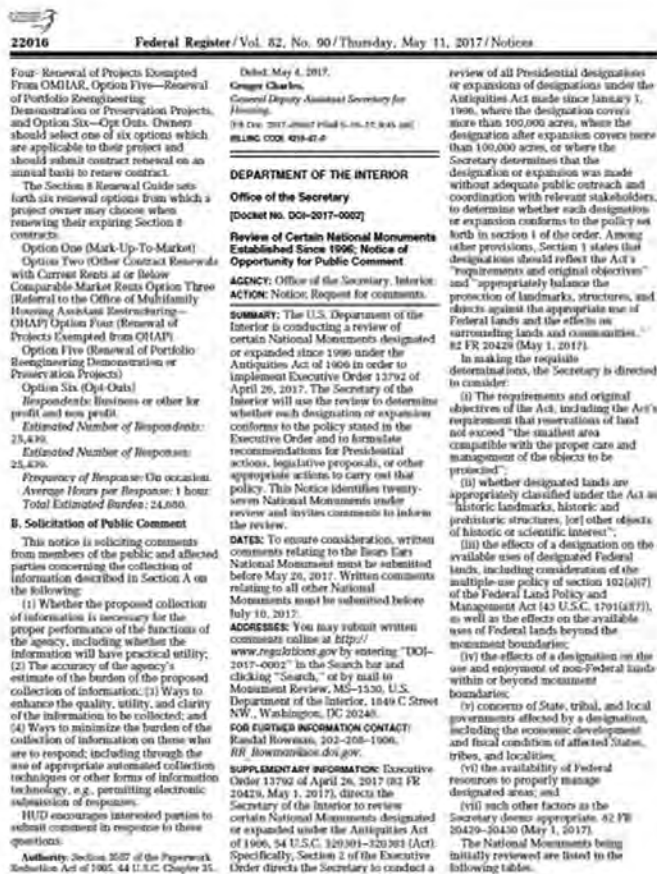 22016
Federal Register / Vol. 82, No. 90 / Thursday, May 11, 2017 / Notices
Four- Renewal of Projects Exempted
From OMHAR, Option Five—Renewal
of Portfolio Reengineering
Demonstration or Preservation Projects,
and Option Six—Opt Outs. Owners
should select one of six options which
are applicable to their project and
should submit contract renewal on an
annual basis to renew contract.
The Section 8 Renewal Guide sets
forth six renewal options from which a
project owner may choose when
renewing their expiring Section 8
contracts.
Option One (Mark-Up-To-Market)
Option Two (Other Contract Renewals
with Current Rents at or Below
Comparable Market Rents Option Three
(Referral to the Office of Multifamily
Housing Assistance Restructuring—
OHAP) Option Four (Renewal of
Projects Exempted from OHAP)
Option Five (Renewal of Portfolio
Reengineering Demonstration or
Preservation Projects)
Option Six (Opt-Outs)
Respondents: Business or other for
profit and non profit.
Estimated Number of Respondents:
25,439.
Estimated Number of Responses:
25,439.
Frequency of Response: On occasion.
Average Hours per Response: 1 hour.
Total Estimated Burden:
B. Solicitation of Public Comment
This notice is soliciting comments
from members of the public and affected
parties concerning the collection of
information described in Section A on
the following:
(1) Whether the proposed collection
of information is necessary for the
proper performance of the functions of
the agency, including whether the
information will have practical utility;
(2) The accuracy of the agency's
estimate of the burden of the proposed
collection of information; (3) Ways to
enhance the quality, utility, and clarity
of the information to be collected; and
(4) Ways to minimize the burden of the
collection of information on those who
are to respond; including through the
use of appropriate automated collection
techniques or other forms of information
technology, e.g., permitting electronic
submission of responses.
HUD encourages interested parties to
submit comment in response to these
questions.
Authority: Section 3507 of the Paperwork
Reduction Act of 1995, 44 U.S.C. Chapter 35.
Dated: May 4, 2017.
Charles,
General Deputy Assistant Secretary for
Housing.
BILLING CODE 4210-67-P
DEPARTMENT OF THE INTERIOR
Office of the Secretary
[Docket No. DOI-2017-0002]
Review of Certain National Monuments
Established Since 1996; Notice of
Opportunity for Public Comment
AGENCY: Office of the Secretary, Interior.
ACTION: Notice; Request for comments.
SUMMARY: The U.S. Department of the
Interior is conducting a review of
certain National Monuments designated
or expanded since 1996 under the
Antiquities Act of 1906 in order to
implement Executive Order 13792 of
April 26, 2017. The Secretary of the
Interior will use the review to determine
whether each designation or expansion
conforms to the policy stated in the
Executive Order and to formulate
recommendations for Presidential
actions, legislative proposals, or other
appropriate actions to carry out that
policy. This Notice identifies twenty-
seven National Monuments under
review and invites comments to inform
the review.
DATES: To ensure consideration, written
comments relating to the Bears Ears
National Monument must be submitted
before May 26, 2017. Written comments
relating to all other National
Monuments must be submitted before
July 10, 2017.
ADDRESSES: You may submit written
comments online at http://
www.regulations.gov by entering "DOI-
2017-0002" in the Search bar and
clicking "Search," or by mail to
Monument Review, MS-1530, U.S.
Department of the Interior, 1849 C Street
NW., Washington, DC 20240.
FOR FURTHER INFORMATION CONTACT:
Randal Bowman, 202-208-1906,
RR_Bowman@ios.doi.gov.
SUPPLEMENTARY INFORMATION: Executive
Order 13792 of April 26, 2017 (82 FR
20429, May 1, 2017), directs the
Secretary of the Interior to review
certain National Monuments designated
or expanded under the Antiquities Act
of 1906, 54 U.S.C. 320301-320303 (Act).
Specifically, Section 2 of the Executive
Order directs the Secretary to conduct a
review of all Presidential designations
or expansions of designations under the
Antiquities Act made since January 1,
1996, where the designation covers
more than 100,000 acres, where the
designation after expansion covers more
than 100,000 acres, or where the
Secretary determines that the
designation or expansion was made
without adequate public outreach and
coordination with relevant stakeholders,
to determine whether each designation
or expansion conforms to the policy set
forth in section 1 of the order. Among
other provisions, Section 1 states that
designations should reflect the Act's
"requirements and original objectives"
and "appropriately balance the
protection of landmarks, structures, and
objects against the appropriate use of
Federal lands and the effects on
surrounding lands and communities."
82 FR 20429 (May 1, 2017).
In making the requisite
determinations, the Secretary is directed
to consider:
(i) The requirements and original
objectives of the Act, including the Act's
requirement that reservations of land
not exceed "the smallest area
compatible with the proper care and
management of the objects to be
protected";
(ii) whether designated lands are
appropriately classified under the Act as
"historic landmarks, historic and
prehistoric structures, [or] other objects
of historic or scientific interest";
(iii) the effects of a designation on the
available uses of designated Federal
lands, including consideration of the
multiple-use policy of section 102(a)(7)
of the Federal Land Policy and
Management Act (43 U.S.C. 1701(a)(7)),
as well as the effects on the available
uses of Federal lands beyond the
monument boundaries;
(iv) the effects of a designation on the
use and enjoyment of non-Federal lands
within or beyond monument
boundaries;
(v) concerns of State, tribal, and local
governments affected by a designation,
including the economic development
and fiscal condition of affected States,
tribes, and localities;
(vi) the availability of Federal
resources to properly manage
designated areas; and
(vii) such other factors as the
Secretary deems appropriate. 82 FR
20429-20430 (May 1, 2017).
The National Monuments being
initially reviewed are listed in the
following tables.